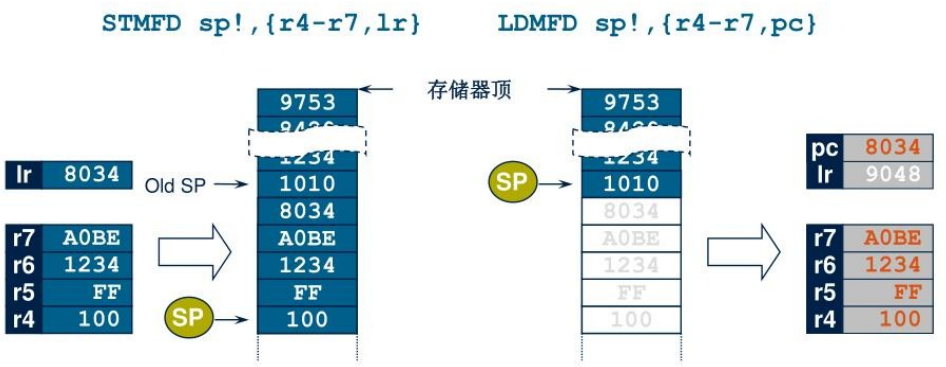 STMFD sp!,{r4-r7,lr} LDMFD sp!,{r4-r7,pc}
存储器顶
9753
1234
lr 8034
Old SP
1010
8034
r7 A0BE
r6 1234
r5 FF
r4 100
A0BE
1234
FF
SP
100
9753
1234
SP
1010
8034
A0BE
1234
FF
100
pc 8034
lr 9048
r7 A0BE
r6 1234
r5 FF
r4 100